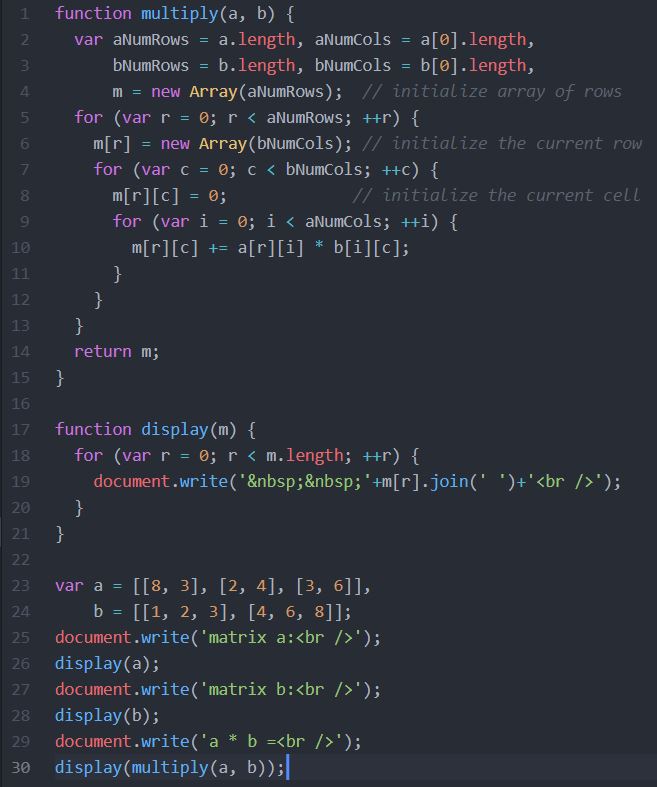 1 function multiply(a, b) {
2   var aNumRows = a.length, aNumCols = a[0].length,
3       bNumRows = b.length, bNumCols = b[0].length,
4       m = new Array(aNumRows);  // initialize array of rows
5   for (var r = 0; r < aNumRows; ++r) {
6     m[r] = new Array(bNumCols); // initialize the current row
7     for (var c = 0; c < bNumCols; ++c) {
8       m[r][c] = 0;             // initialize the current cell
9       for (var i = 0; i < aNumCols; ++i) {
10         m[r][c] += a[r][i] * b[i][c];
11       }
12     }
13   }
14   return m;
15 }
16
17 function display(m) {
18   for (var r = 0; r < m.length; ++r) {
19     document.write('&nbsp;&nbsp;'+m[r].join(' ')+'<br />');
20   }
21 }
22
23 var a = [[8, 3], [2, 4], [3, 6]],
24     b = [[1, 2, 3], [4, 6, 8]];
25 document.write('matrix a:<br />');
26 display(a);
27 document.write('matrix b:<br />');
28 display(b);
29 document.write('a * b =<br />');
30 display(multiply(a, b));